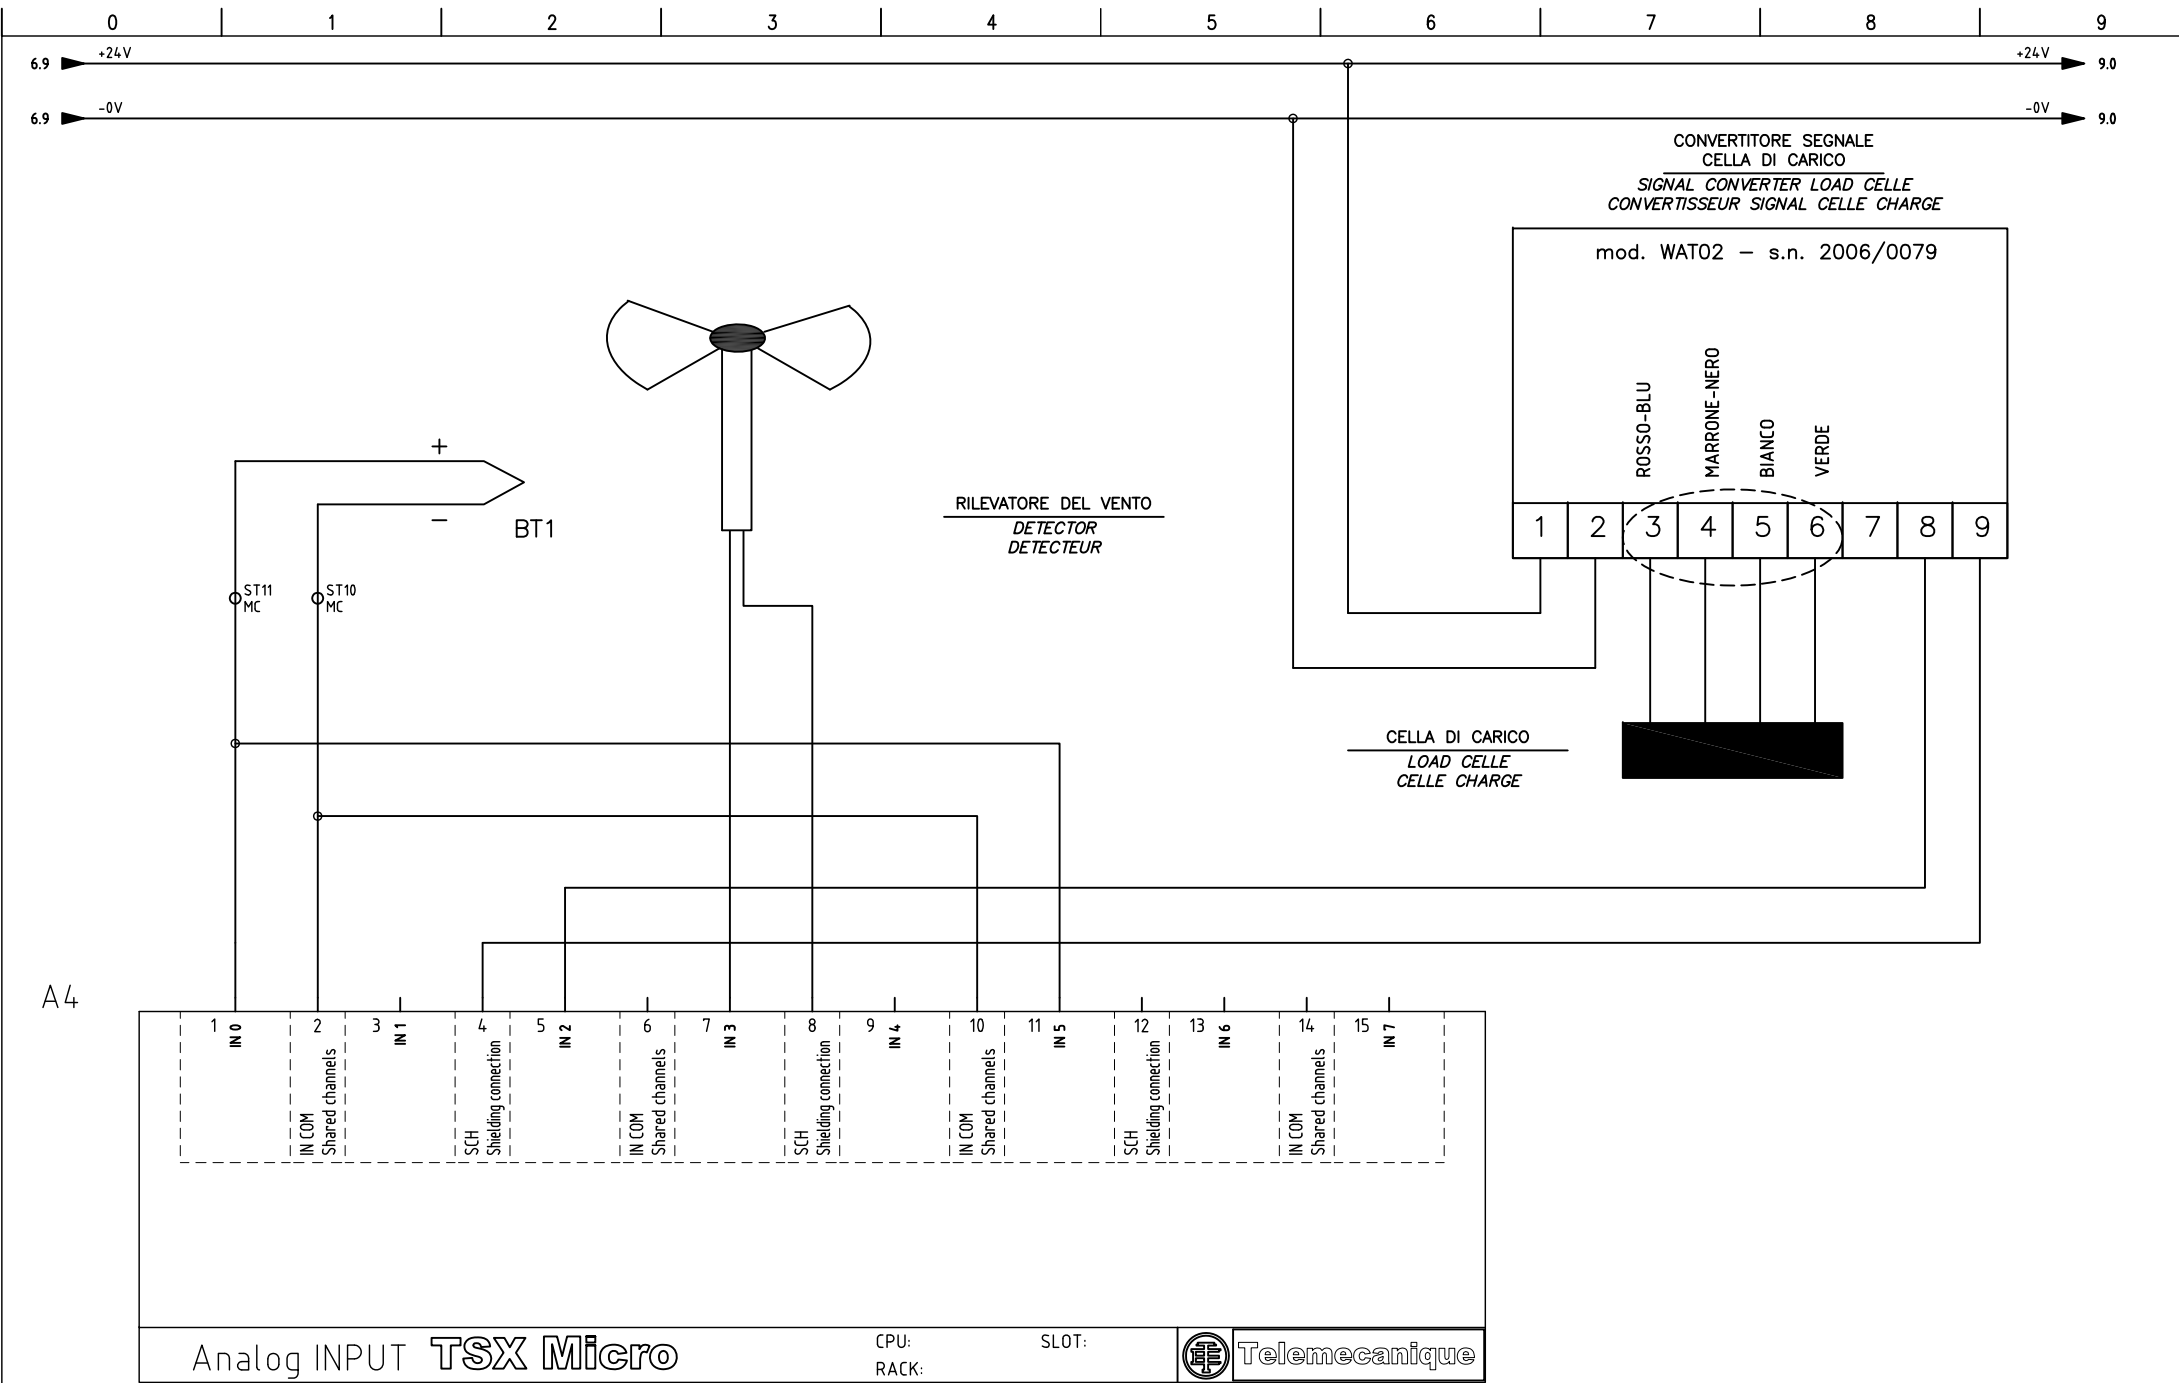 0 1 2 3 4 5 6 7 8 9
6.9 +24V +24V 9.0
6.9 -0V -0V 9.0
CONVERTITORE SEGNALE
CELLA DI CARICO
SIGNAL CONVERTER LOAD CELLE
CONVERTISSEUR SIGNAL CELLE CHARGE
mod. WAT02 - s.n. 2006/0079
ROSSO-BLU
MARRONE-NERO
BIANCO
VERDE
1 2 3 4 5 6 7 8 9
+
-
BT1
RILEVATORE DEL VENTO
DETECTOR
DETECTEUR
ST11
MC
ST10
MC
CELLA DI CARICO
LOAD CELLE
CELLE CHARGE
A4
1 IN 0
2
IN COM
Shared channels
3 IN 1
4
SCH
Shielding connection
5 IN 2
6
IN COM
Shared channels
7 IN 3
8
SCH
Shielding connection
9 IN 4
10
IN COM
Shared channels
11 IN 5
12
SCH
Shielding connection
13 IN 6
14
IN COM
Shared channels
15 IN 7
Analog INPUT TSX Micro
CPU: SLOT:
RACK:
Telemecanique